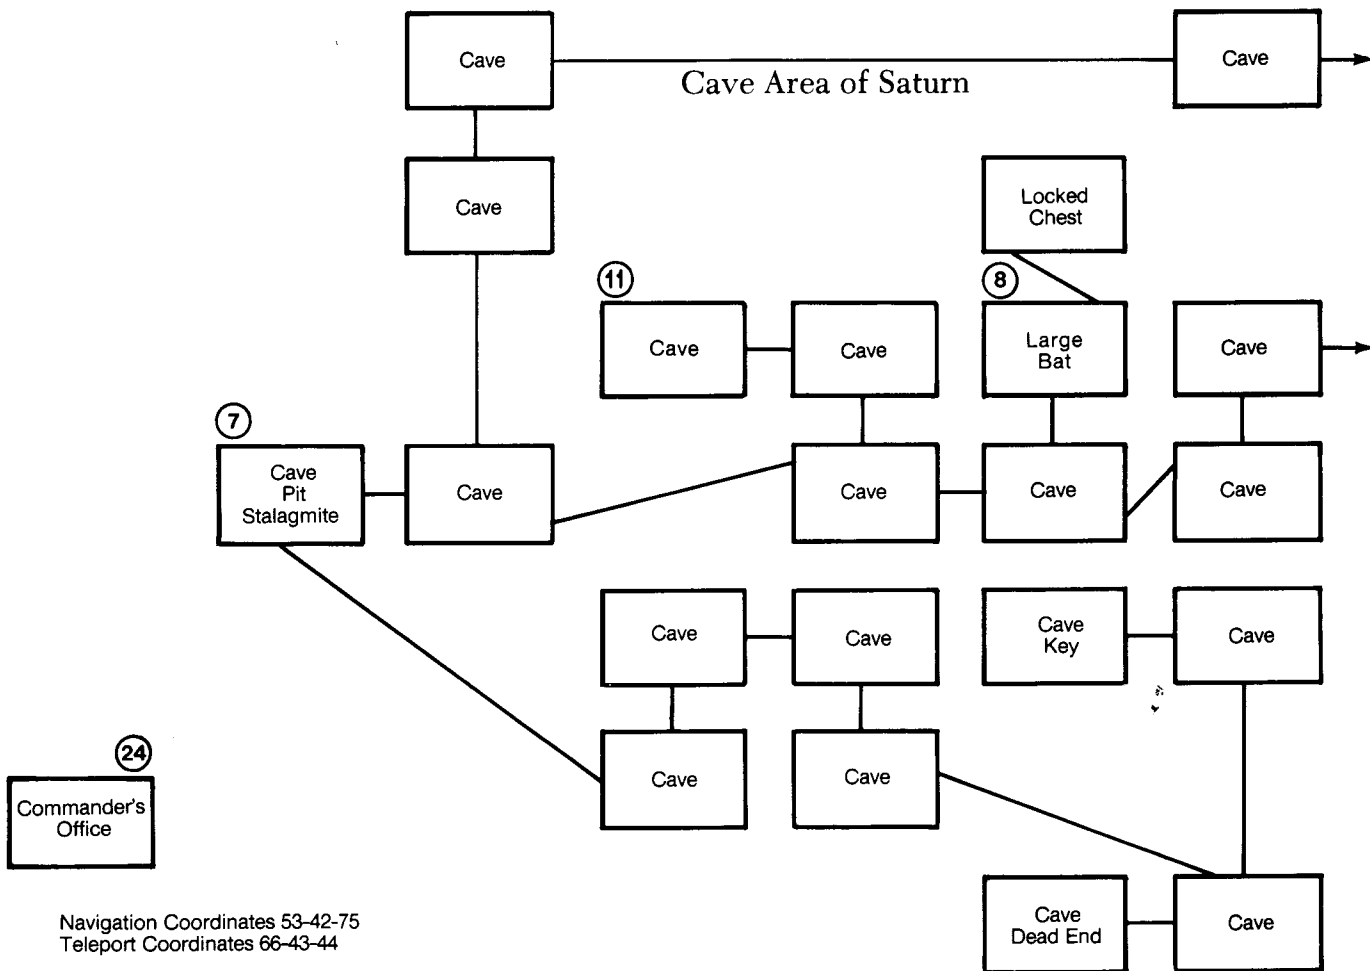 Cave
Cave
Cave Area of Saturn
Cave
Locked
Chest
11
8
Cave
Cave
Large
Bat
Cave
7
Cave
Pit
Stalagmite
Cave
Cave
Cave
Cave
Cave
Cave
Cave
Key
Cave
24
Commander's
Office
Cave
Cave
Cave
Dead End
Cave
Navigation Coordinates 53-42-75
Teleport Coordinates 66-43-44